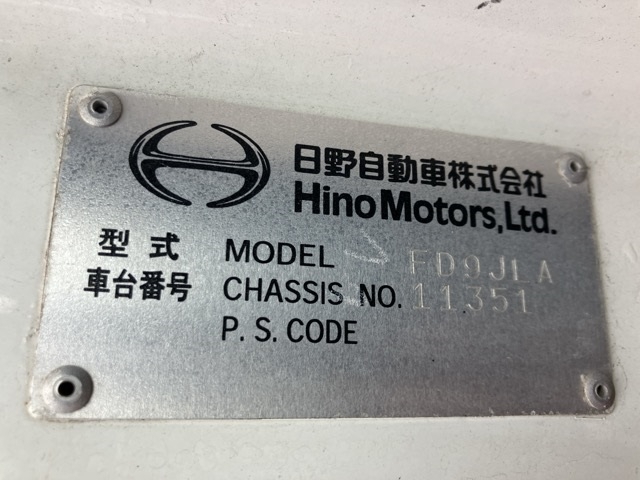 日野自動車株式会社
Hino Motors, Ltd.
型式 MODEL FD9JLA
車台番号 CHASSIS NO. 11351
P. S. CODE